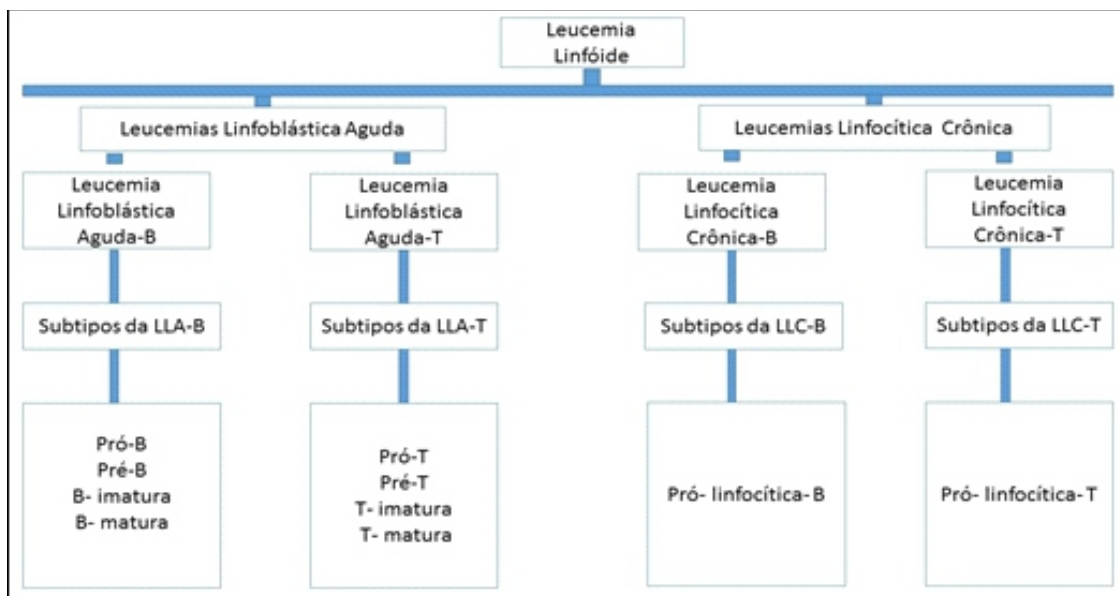 Leucemia
Linfóide
Leucemias Linfoblástica Aguda
Leucemias Linfocítica Crônica
Leucemia
Linfoblástica
Aguda-B
Leucemia
Linfoblástica
Aguda-T
Leucemia
Linfocítica
Crônica-B
Leucemia
Linfocítica
Crônica-T
Subtipos da LLA-B
Subtipos da LLA-T
Subtipos da LLC-B
Subtipos da LLC-T
Pró-B
Pré-B
B- imatura
B- matura
Pró-T
Pré-T
T- imatura
T- matura
Pró- linfocítica- B
Pró- linfocítica- T